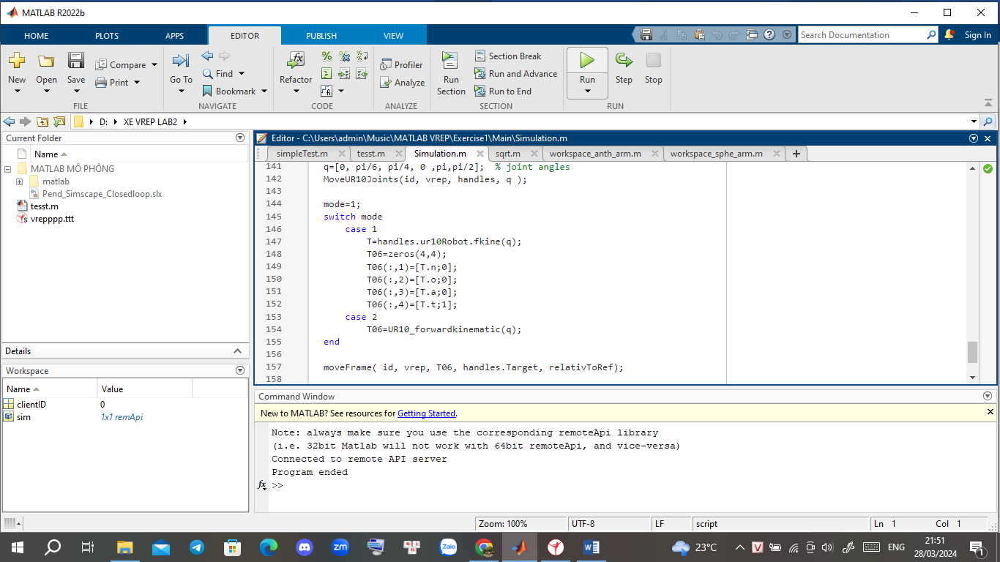 MATLAB R2022b
HOME PLOTS APPS EDITOR PUBLISH VIEW
Search Documentation
Sign In
New Open Save
Compare
Print
FILE
Go To
Find
Bookmark
NAVIGATE
Refactor
CODE
Profiler
Analyze
ANALYZE
Run Section
Section Break
Run and Advance
Run to End
SECTION
Run Step Stop
RUN
D: XE VREP LAB2
Current Folder
Name
MATLAB MÔ PHỎNG
matlab
Pend_Simscape_Closedloop.slx
tesst.m
vrepppp.ttt
Details
Workspace
Name Value
clientID 0
sim 1x1 remApi
Editor - C:\Users\admin\Music\MATLAB VREP\Exercise1\Main\Simulation.m
simpleTest.m tesst.m Simulation.m sqrt.m workspace_anth_arm.m workspace_sphe_arm.m
141 q=[0, pi/6, pi/4, 0 ,pi,pi/2]; % joint angles
142 MoveUR10Joints(id, vrep, handles, q );
143
144 mode=1;
145 switch mode
146 case 1
147 T=handles.ur10Robot.fkine(q);
148 T06=zeros(4,4);
149 T06(:,1)=[T.n;0];
150 T06(:,2)=[T.o;0];
151 T06(:,3)=[T.a;0];
152 T06(:,4)=[T.t;1];
153 case 2
154 T06=UR10_forwardkinematic(q);
155 end
156
157 moveFrame( id, vrep, T06, handles.Target, relativToRef);
158
Command Window
New to MATLAB? See resources for Getting Started.
Note: always make sure you use the corresponding remoteApi library
(i.e. 32bit Matlab will not work with 64bit remoteApi, and vice-versa)
Connected to remote API server
Program ended
fx >>
Zoom: 100% UTF-8 LF script Ln 1 Col 1
zm
Zalo
23°C
V
ENG
21:51
28/03/2024
1